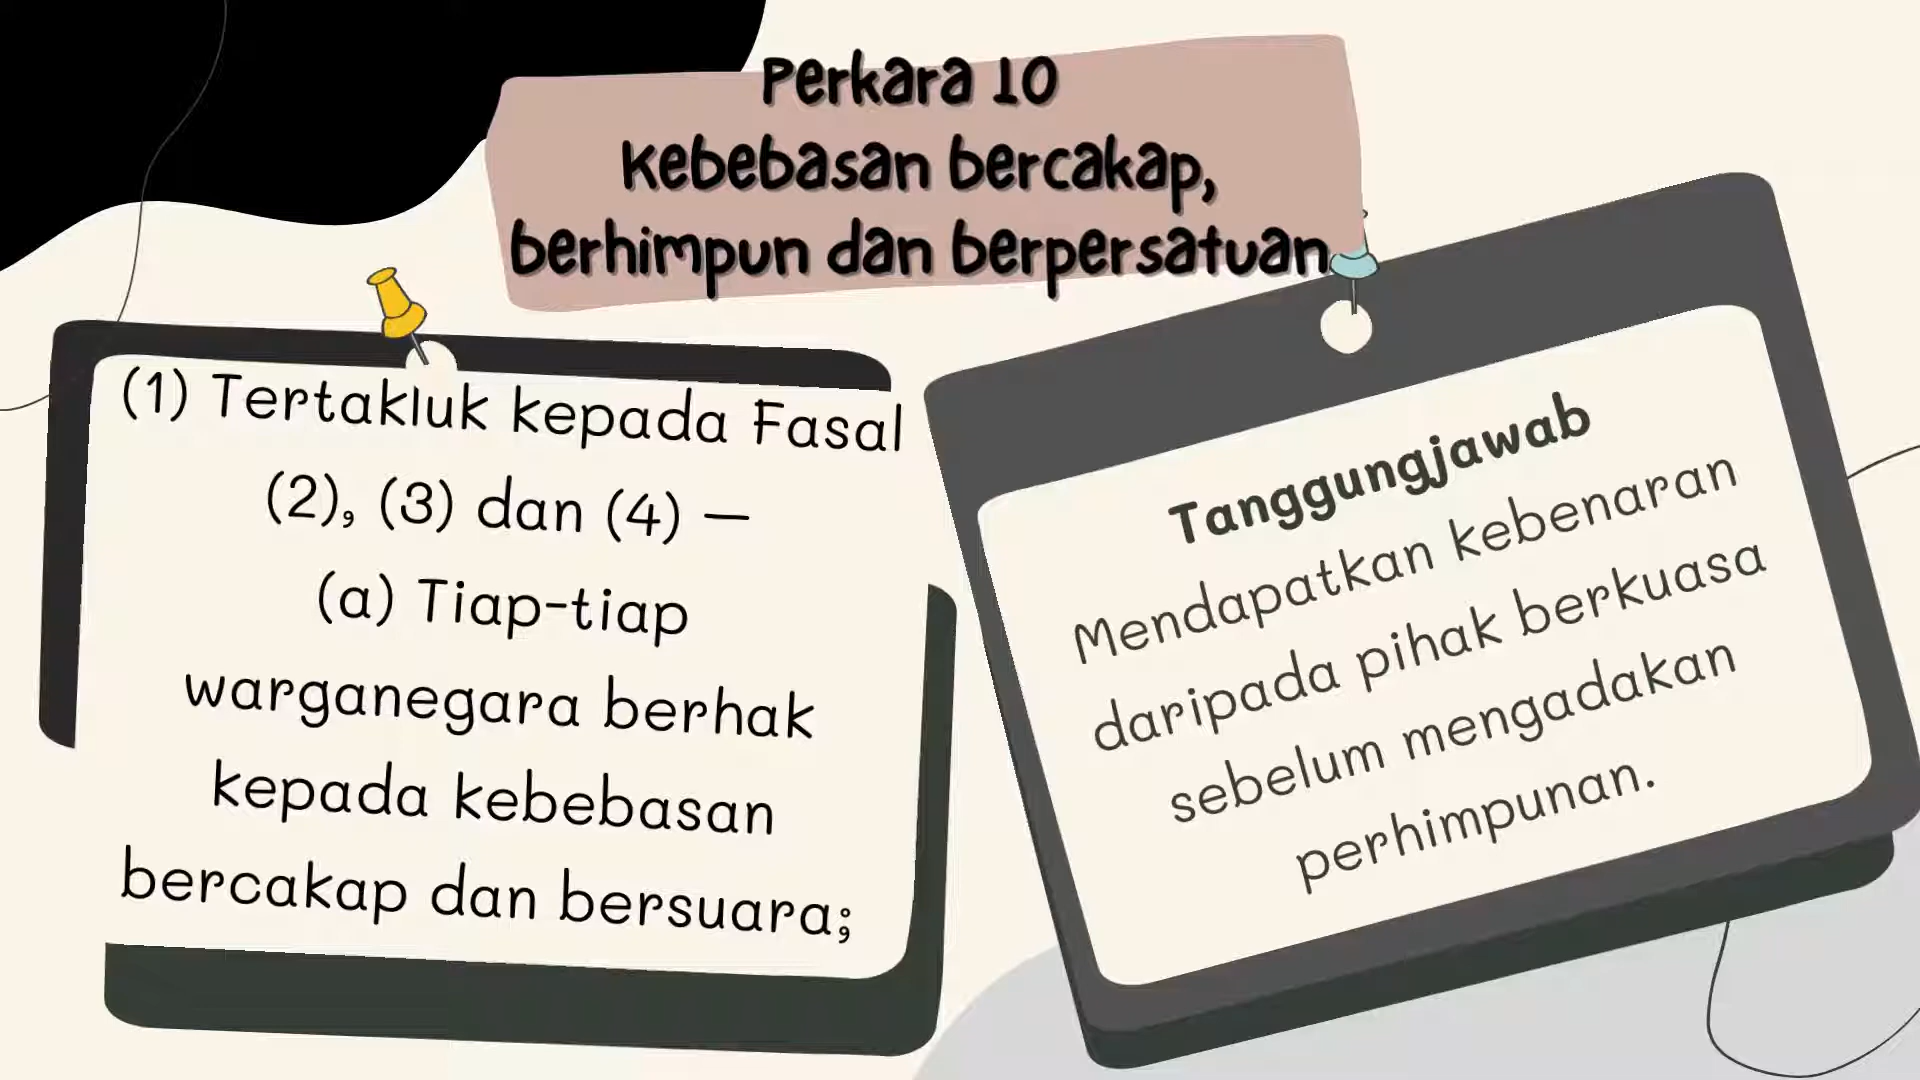 Perkara 10
Kebebasan bercakap,
berhimpun dan berpersatuan
(1) Tertakluk kepada Fasal
(2), (3) dan (4) —
(a) Tiap-tiap
warganegara berhak
kepada kebebasan
bercakap dan bersuara;
Tanggungjawab
Mendapatkan kebenaran
daripada pihak berkuasa
sebelum mengadakan
perhimpunan.